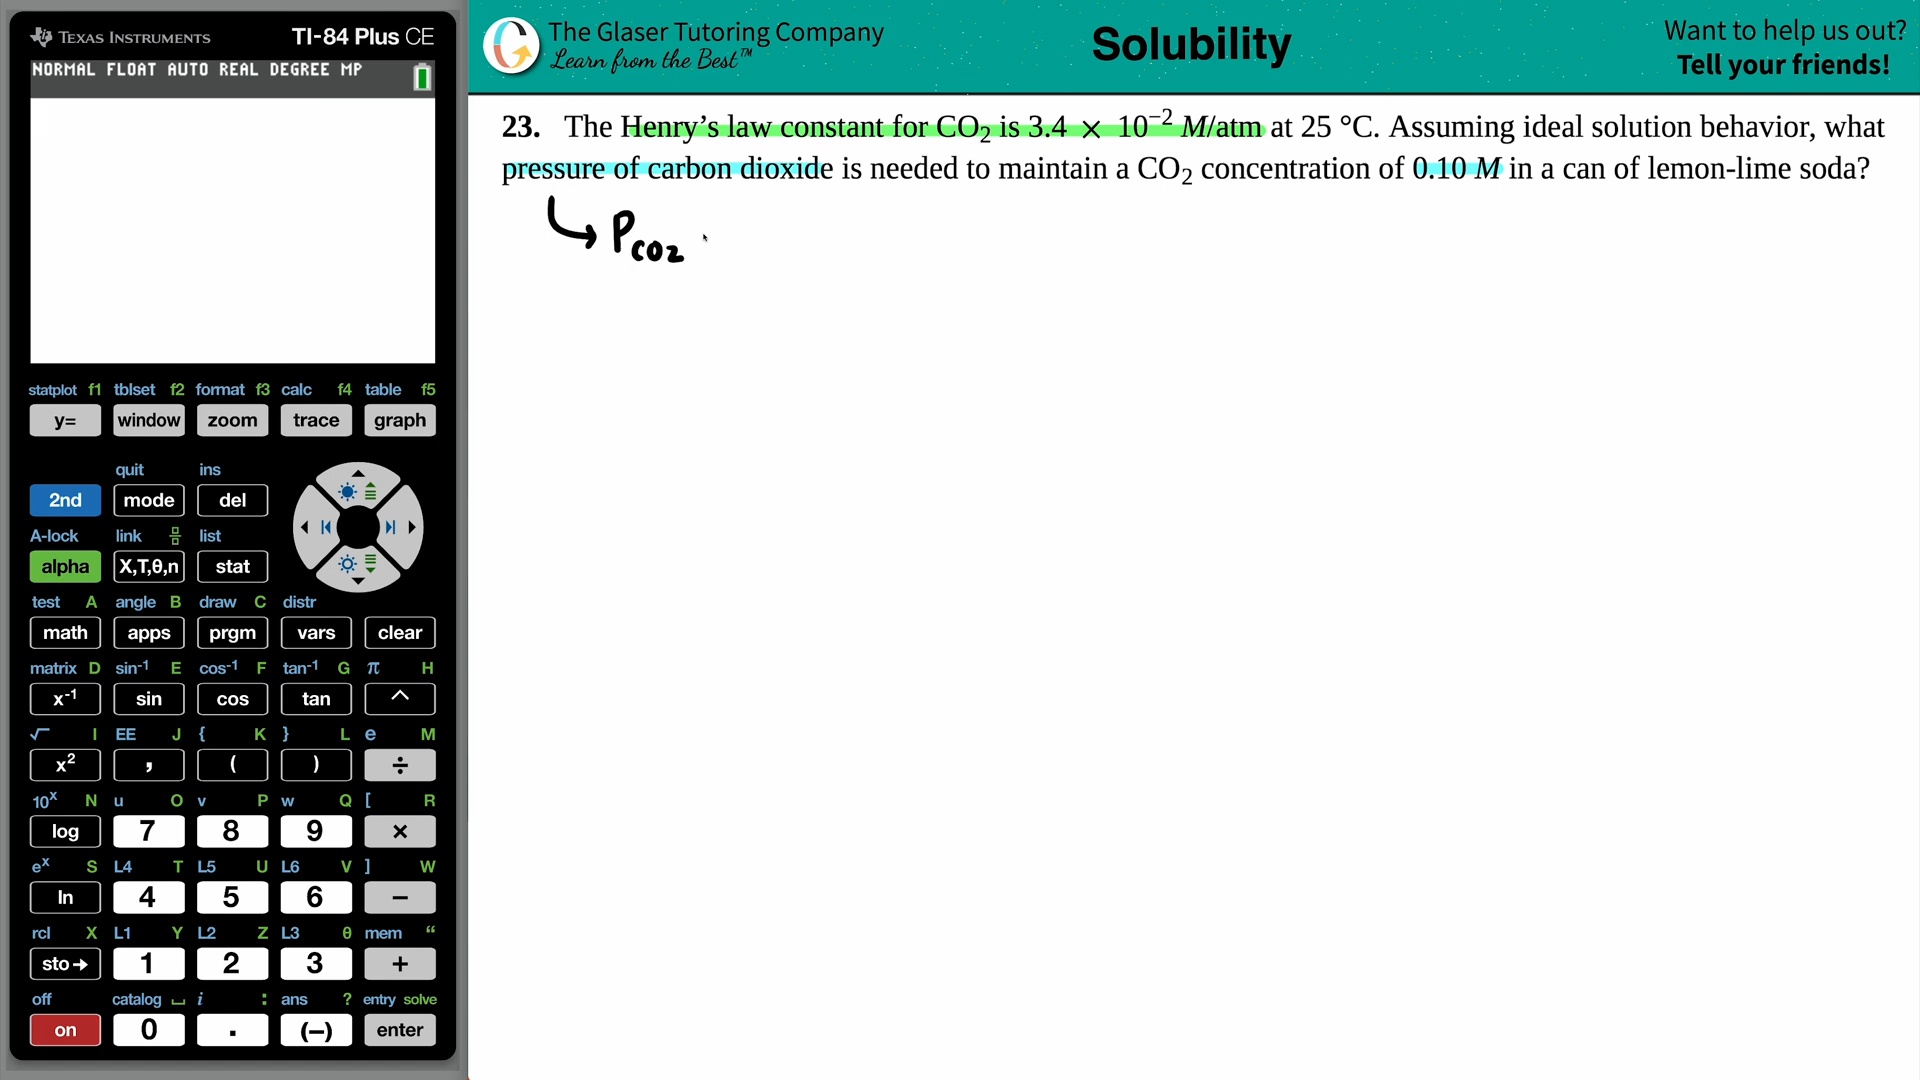 TEXAS INSTRUMENTS TI-84 Plus CE
NORMAL FLOAT AUTO REAL DEGREE MP
statplot f1 tblset f2 format f3 calc f4 table f5
y= window zoom trace graph
quit ins
2nd mode del
A-lock link list
alpha X,T,θ,n stat
test A angle B draw C distr
math apps prgm vars clear
matrix D sin⁻¹ E cos⁻¹ F tan⁻¹ G π H
x⁻¹ sin cos tan ^
√ I EE J { K } L e M
x² , ( ) ÷
10ˣ N u O v P w Q [ R
log 7 8 9 ×
eˣ S L4 T L5 U L6 V ] W
ln 4 5 6 −
rcl X L1 Y L2 Z L3 θ mem “
sto→ 1 2 3 +
off catalog ⎵ i : ans ? entry solve
on 0 . (−) enter
The Glaser Tutoring Company
Learn from the Best™
Solubility
Want to help us out?
Tell your friends!
23. The Henry’s law constant for CO₂ is 3.4 × 10⁻² M/atm at 25 °C. Assuming ideal solution behavior, what
pressure of carbon dioxide is needed to maintain a CO₂ concentration of 0.10 M in a can of lemon-lime soda?
↳ P_CO₂